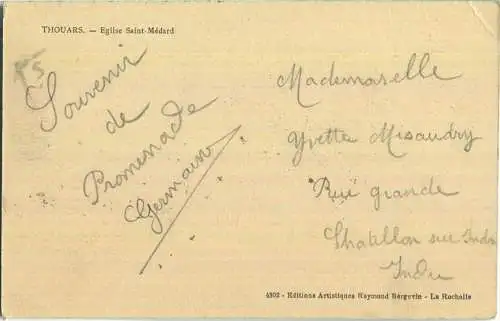 THOUARS. — Eglise Saint-Médard
Souvenir
de
Promenade
Germain
Mademoiselle
Yvette Misaudry
Rue grande
Chatillon sur Indre
Indre
4302 - Editions Artistiques Raymond Bergevin - La Rochelle